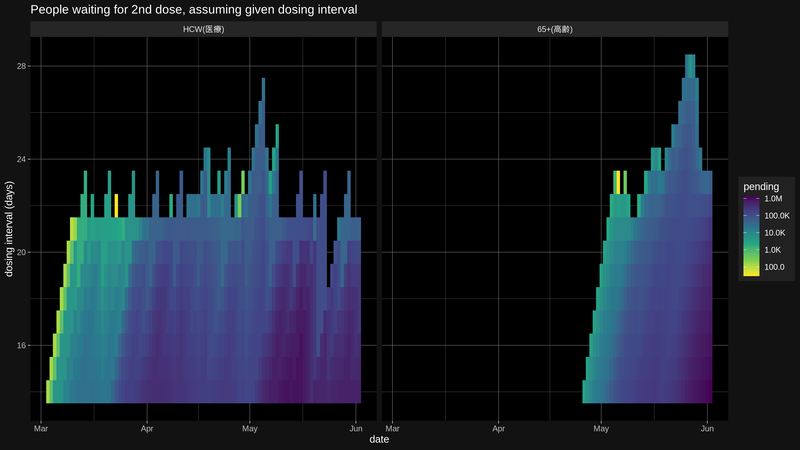 People waiting for 2nd dose, assuming given dosing interval
HCW(医療)
65+(高齢)
28
24
20
16
dosing interval (days)
Mar
Apr
May
Jun
Mar
Apr
May
Jun
date
pending
1.0M
100.0K
10.0K
1.0K
100.0